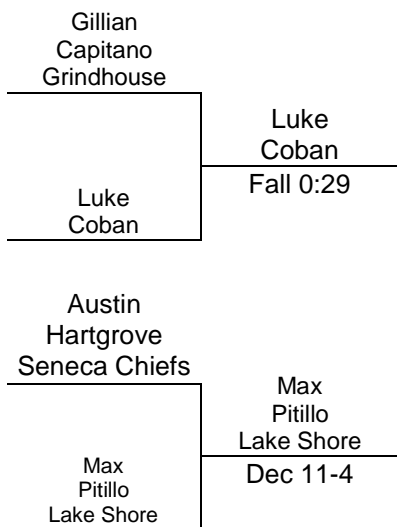 Gillian
Capitano
Grindhouse
Luke
Coban
Fall 0:29
Luke
Coban
Austin
Hartgrove
Seneca Chiefs
Max
Pitillo
Lake Shore
Dec 11-4
Max
Pitillo
Lake Shore